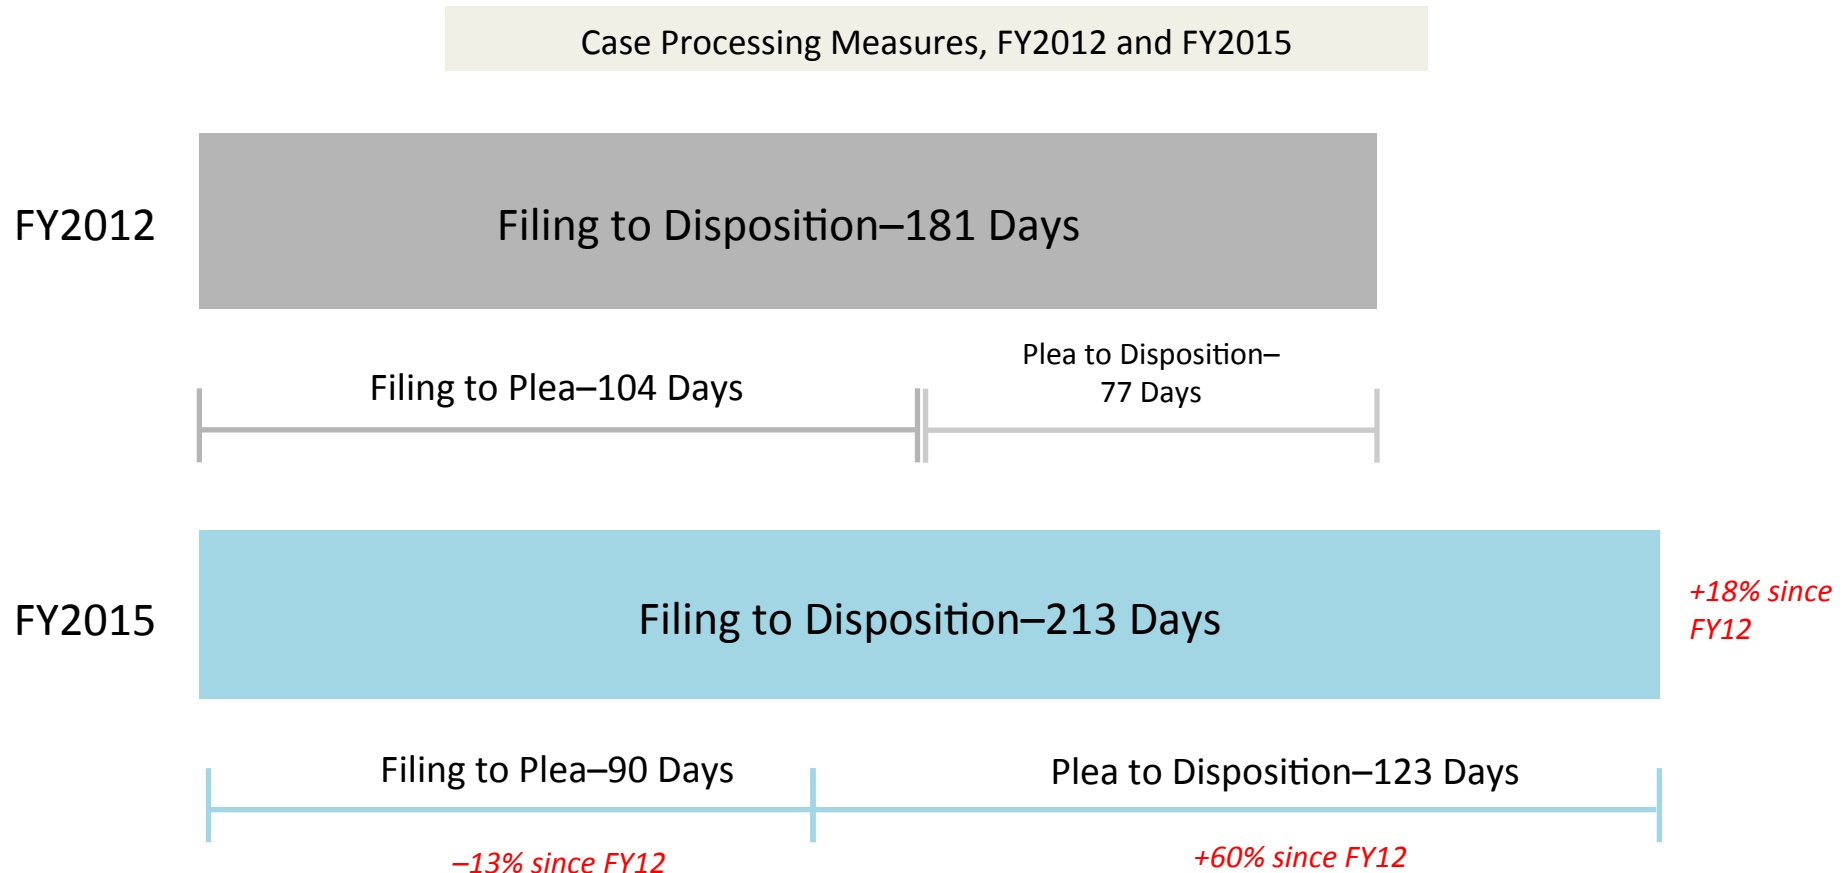 Case Processing Measures, FY2012 and FY2015
FY2012
Filing to Disposition–181 Days
Filing to Plea–104 Days
Plea to Disposition–
77 Days
FY2015
Filing to Disposition–213 Days
+18% since
FY12
Filing to Plea–90 Days
Plea to Disposition–123 Days
–13% since FY12
+60% since FY12